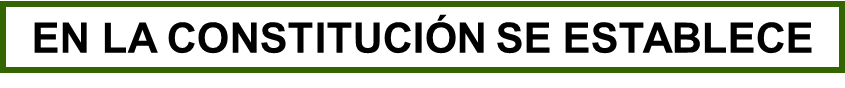 EN LA CONSTITUCIÓN SE ESTABLECE